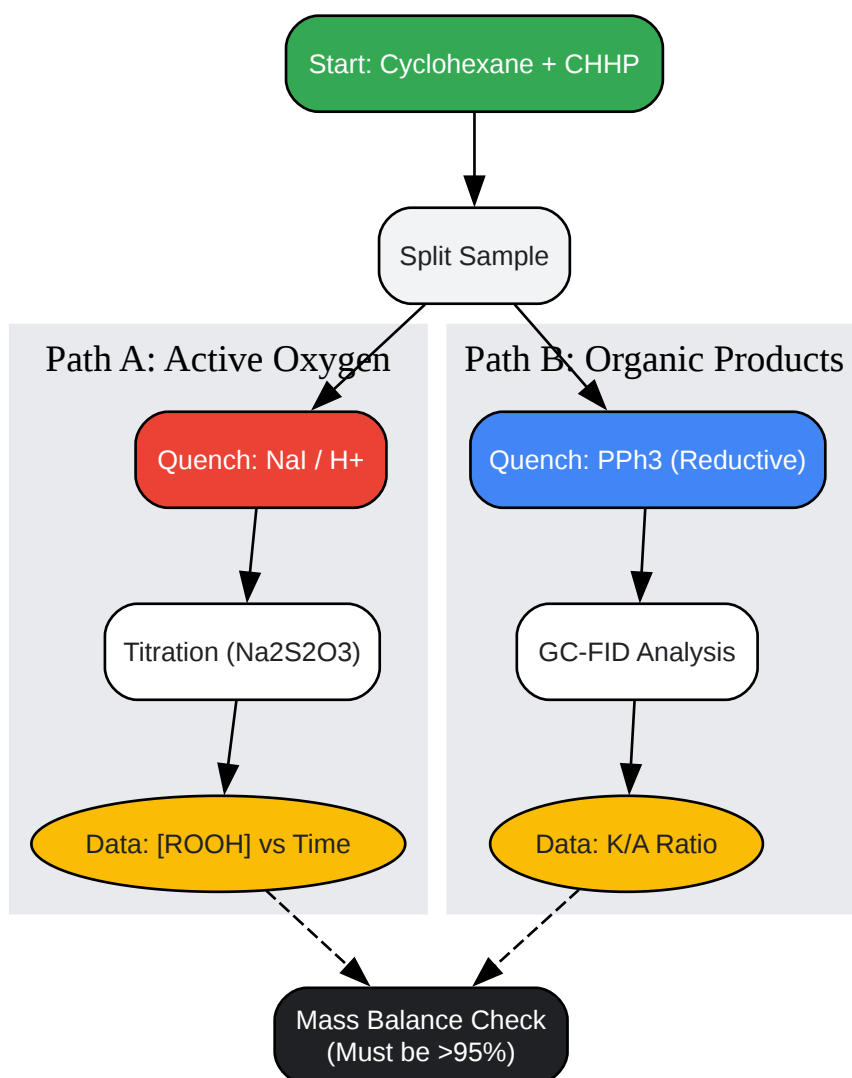 Start: Cyclohexane + CHHP
Split Sample
Path A: Active Oxygen
Quench: NaI / H+
Titration (Na2S2O3)
Data: [ROOH] vs Time
Path B: Organic Products
Quench: PPh3 (Reductive)
GC-FID Analysis
Data: K/A Ratio
Mass Balance Check
(Must be >95%)